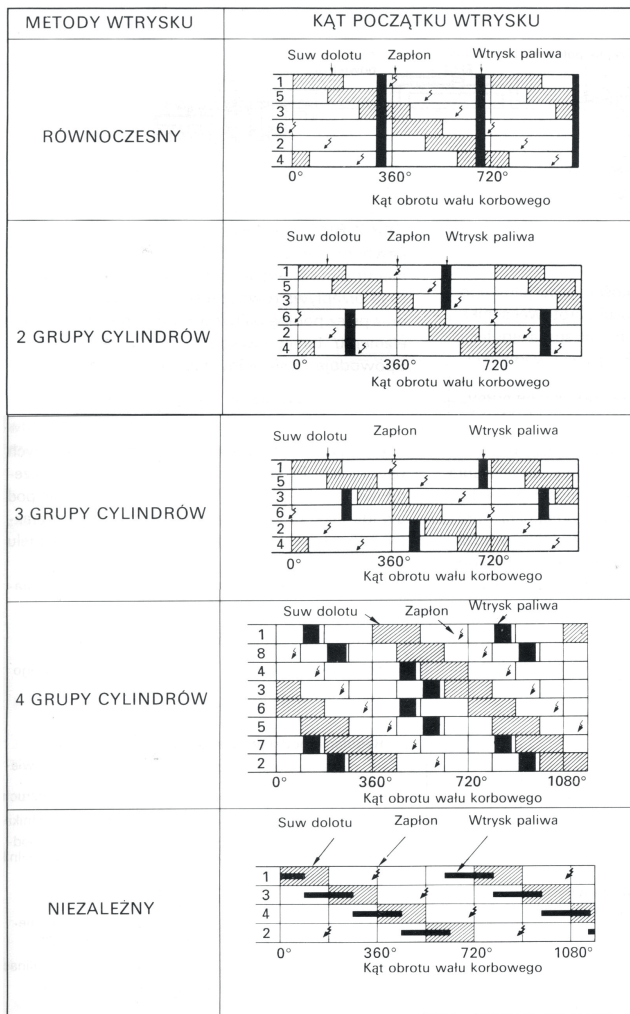 METODY WTRYSKU
KĄT POCZĄTKU WTRYSKU
RÓWNOCZESNY
Suw dolotu Zapłon Wtrysk paliwa
1
5
3
6
2
4
0° 360° 720°
Kąt obrotu wału korbowego
2 GRUPY CYLINDRÓW
Suw dolotu Zapłon Wtrysk paliwa
1
5
3
6
2
4
0° 360° 720°
Kąt obrotu wału korbowego
3 GRUPY CYLINDRÓW
Suw dolotu Zapłon Wtrysk paliwa
1
5
3
6
2
4
0° 360° 720°
Kąt obrotu wału korbowego
4 GRUPY CYLINDRÓW
Suw dolotu Zapłon Wtrysk paliwa
1
8
4
3
6
5
7
2
0° 360° 720° 1080°
Kąt obrotu wału korbowego
NIEZALEŻNY
Suw dolotu Zapłon Wtrysk paliwa
1
3
4
2
0° 360° 720° 1080°
Kąt obrotu wału korbowego